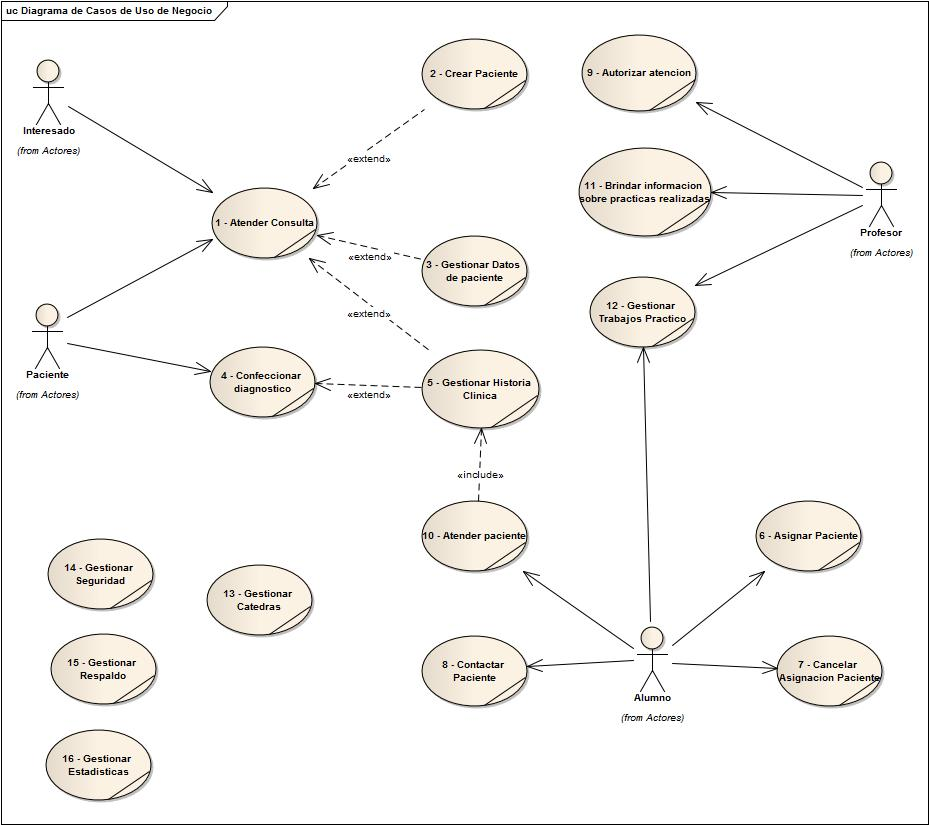 uc Diagrama de Casos de Uso de Negocio
2 - Crear Paciente
9 - Autorizar atencion
Interesado
(from Actores)
«extend»
11 - Brindar informacion
sobre practicas realizadas
Profesor
(from Actores)
1 - Atender Consulta
«extend»
3 - Gestionar Datos
de paciente
12 - Gestionar
Trabajos Practico
«extend»
Paciente
(from Actores)
4 - Confeccionar
diagnostico
«extend»
5 - Gestionar Historia
Clinica
«include»
10 - Atender paciente
6 - Asignar Paciente
14 - Gestionar
Seguridad
13 - Gestionar
Catedras
15 - Gestionar
Respaldo
8 - Contactar
Paciente
Alumno
(from Actores)
7 - Cancelar
Asignacion Paciente
16 - Gestionar
Estadisticas